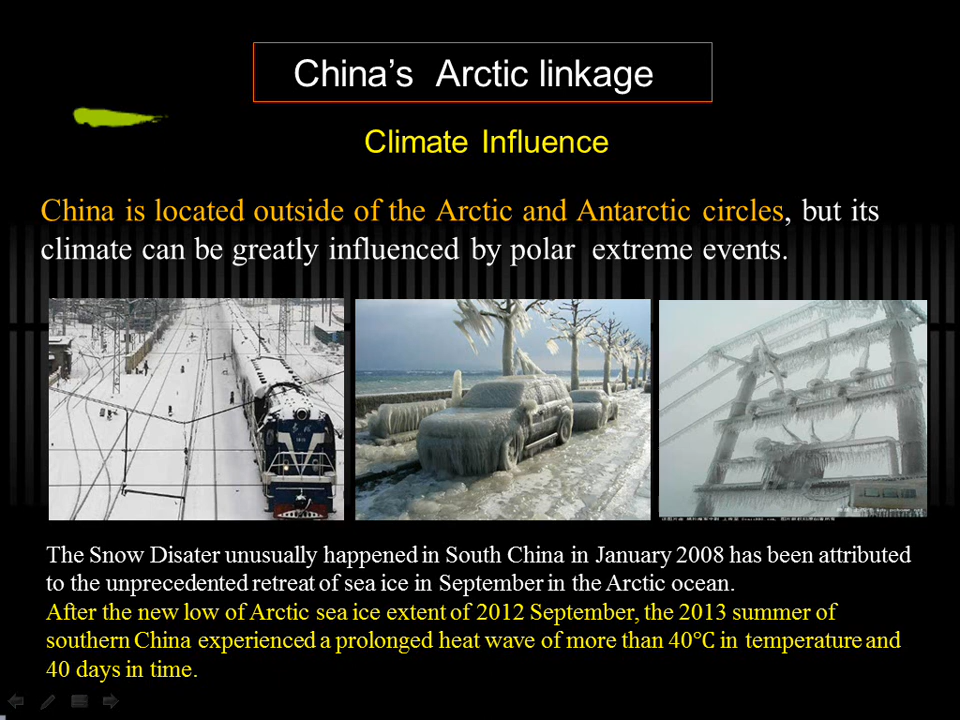 China’s Arctic linkage
Climate Influence
China is located outside of the Arctic and Antarctic circles, but its
climate can be greatly influenced by polar extreme events.
The Snow Disater unusually happened in South China in January 2008 has been attributed
to the unprecedented retreat of sea ice in September in the Arctic ocean.
After the new low of Arctic sea ice extent of 2012 September, the 2013 summer of
southern China experienced a prolonged heat wave of more than 40℃ in temperature and
40 days in time.